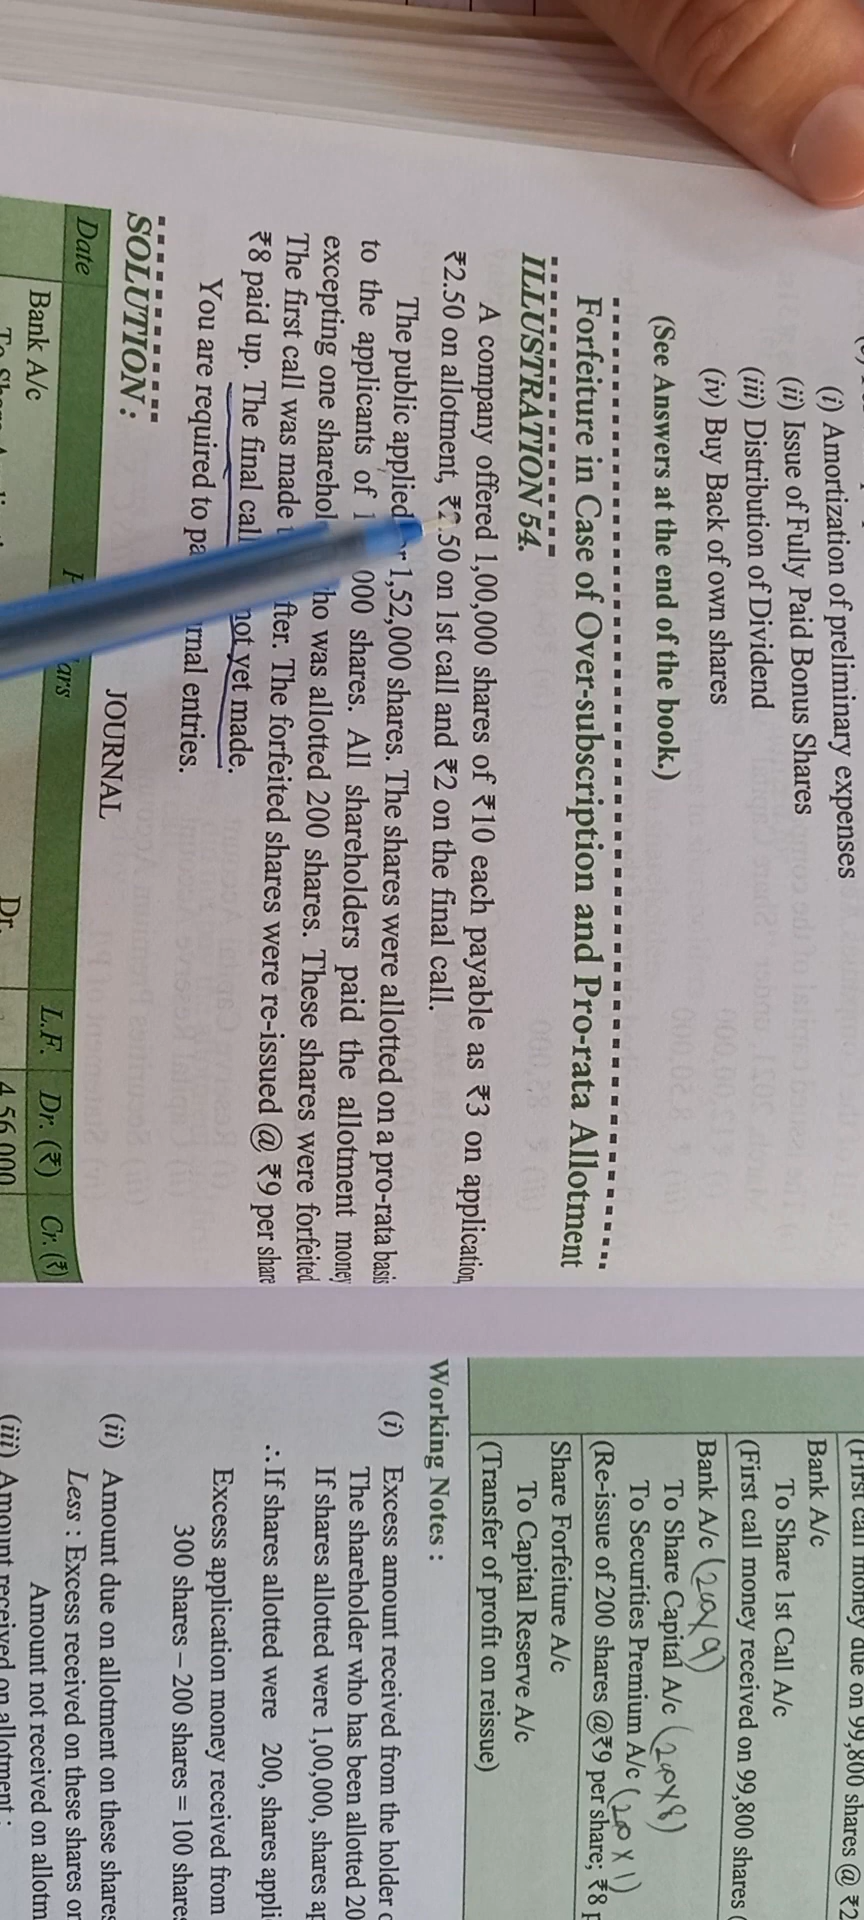 (i) Amortization of preliminary expenses
(ii) Issue of Fully Paid Bonus Shares
(iii) Distribution of Dividend
(iv) Buy Back of own shares
(See Answers at the end of the book.)
Forfeiture in Case of Over-subscription and Pro-rata Allotment
ILLUSTRATION 54.
A company offered 1,00,000 shares of ₹10 each payable as ₹3 on application,
₹2.50 on allotment, ₹2.50 on 1st call and ₹2 on the final call.
The public applied 1,52,000 shares. The shares were allotted on a pro-rata basis
to the applicants of 000 shares. All shareholders paid the allotment money
excepting one who was allotted 200 shares. These shares were forfeited
The first call was made The forfeited shares were re-issued @ ₹9 per share
₹8 paid up. The final call not yet made.
You are required to entries.
SOLUTION :
JOURNAL
Date L.F. Dr. (₹) Cr. (₹)
Bank A/c Dr. 4,56,000
(First call money due on 99,800 shares @ ₹2
Bank A/c
To Share 1st Call A/c
(First call money received on 99,800 shares
Bank A/c (200×9)
To Share Capital A/c (200×8)
To Securities Premium A/c (200×1)
(Re-issue of 200 shares @₹9 per share; ₹8
Share Forfeiture A/c
To Capital Reserve A/c
(Transfer of profit on reissue)
Working Notes :
(i) Excess amount received from the holder
The shareholder who has been allotted 20
If shares allotted were 1,00,000, shares
∴ If shares allotted were 200, shares
Excess application money received from
300 shares – 200 shares = 100
(ii) Amount due on allotment on these
Less : Excess received on these shares
Amount not received on
(iii) Amount received on allotment :